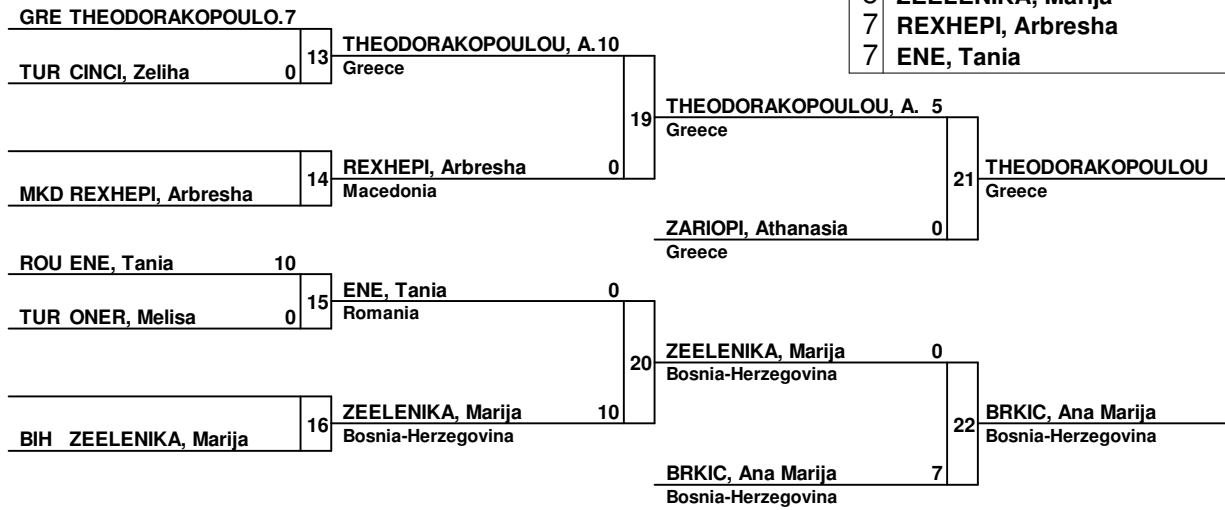 GRE THEODORAKOPOULO.7
TUR CINCI, Zeliha 0
13
THEODORAKOPOULOU, A.10
Greece
MKD REXHEPI, Arbresha
14
REXHEPI, Arbresha 0
Macedonia
19
THEODORAKOPOULOU, A. 5
Greece
ZARIOPI, Athanasia 0
Greece
21
THEODORAKOPOULOU
Greece
ROU ENE, Tania 10
TUR ONER, Melisa 0
15
ENE, Tania 0
Romania
BIH ZEELENIKA, Marija
16
ZEELENIKA, Marija 10
Bosnia-Herzegovina
20
ZEELENIKA, Marija 0
Bosnia-Herzegovina
BRKIC, Ana Marija 7
Bosnia-Herzegovina
22
BRKIC, Ana Marija
Bosnia-Herzegovina
ZEELENIKA, Marija
7 REXHEPI, Arbresha
7 ENE, Tania